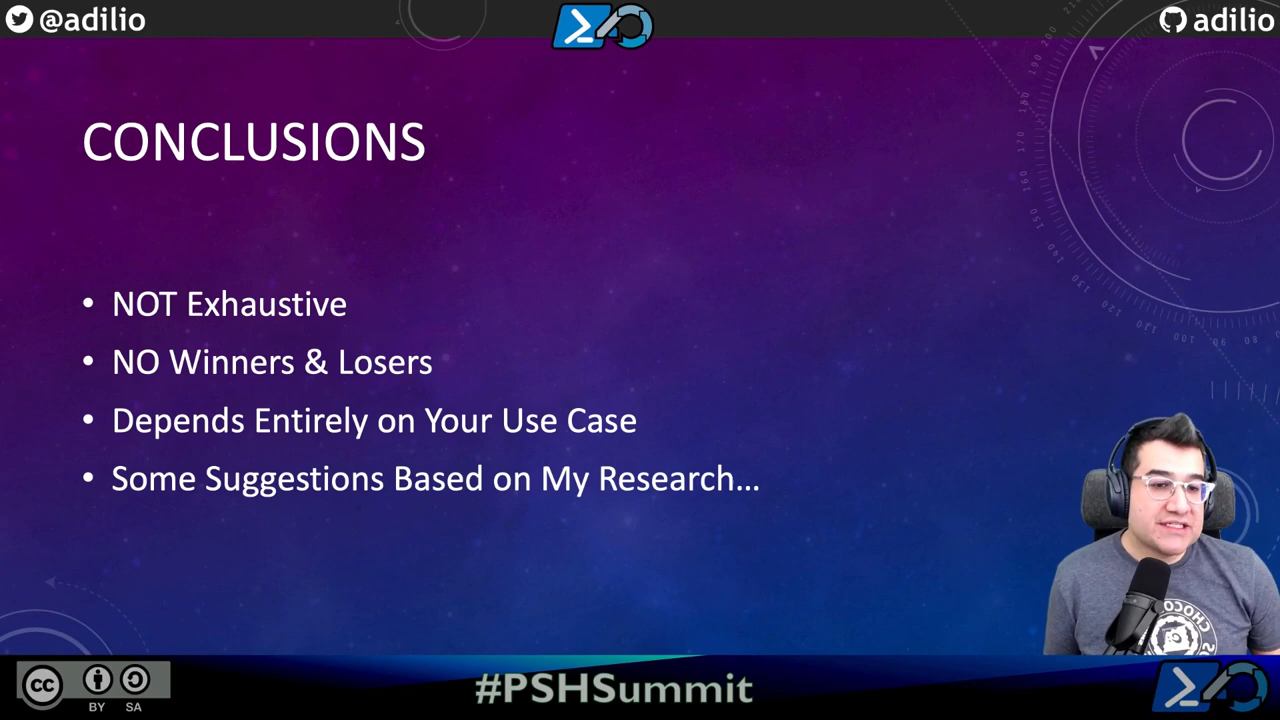 @adilio
adilio
CONCLUSIONS
• NOT Exhaustive
• NO Winners & Losers
• Depends Entirely on Your Use Case
• Some Suggestions Based on My Research...
cc
BY SA
#PSHSummit